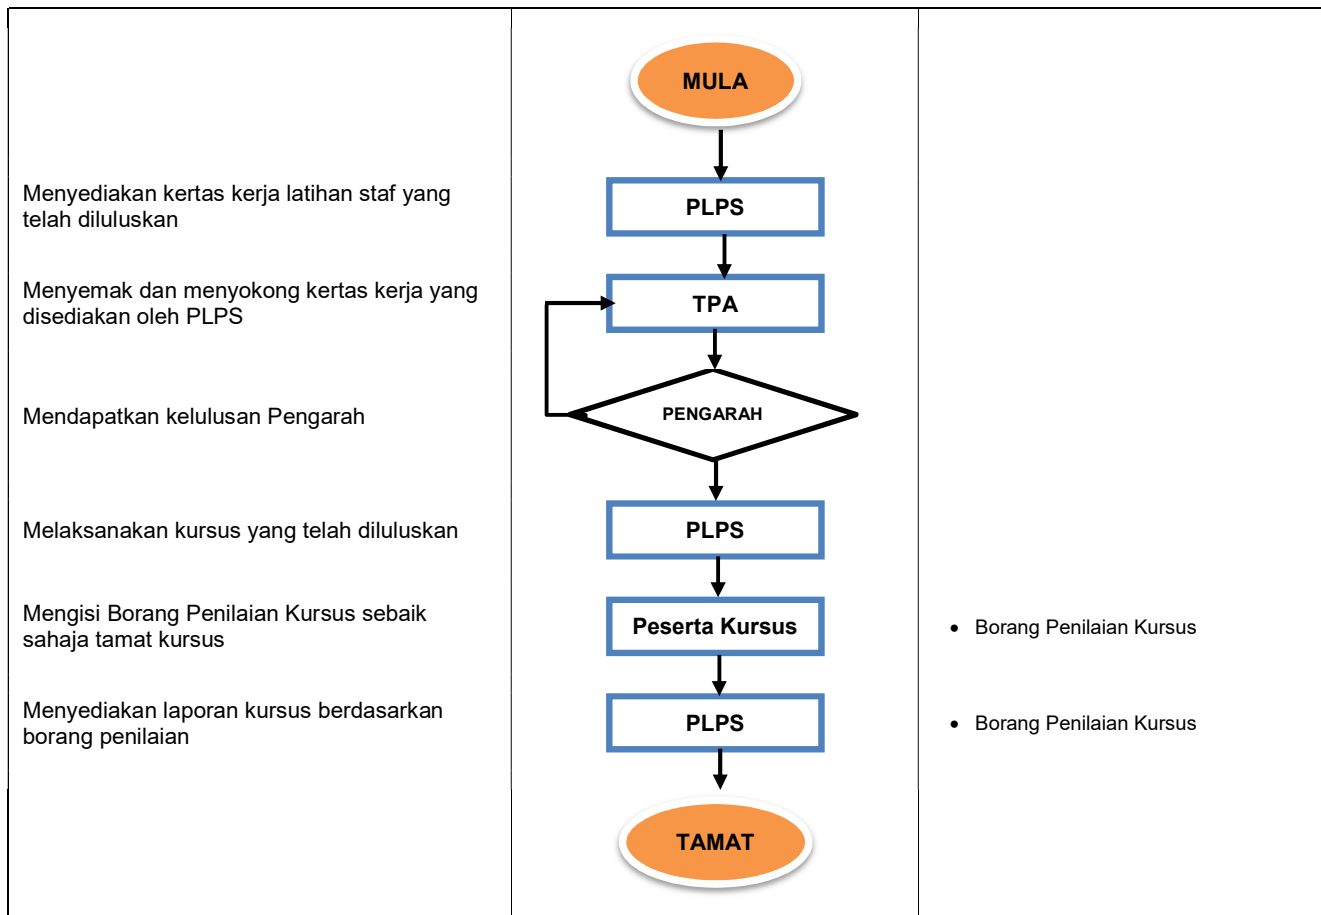 MULA
Menyediakan kertas kerja latihan staf yang
telah diluluskan
PLPS
Menyemak dan menyokong kertas kerja yang
disediakan oleh PLPS
TPA
Mendapatkan kelulusan Pengarah
PENGARAH
Melaksanakan kursus yang telah diluluskan
PLPS
Mengisi Borang Penilaian Kursus sebaik
sahaja tamat kursus
Peserta Kursus
• Borang Penilaian Kursus
Menyediakan laporan kursus berdasarkan
borang penilaian
PLPS
• Borang Penilaian Kursus
TAMAT